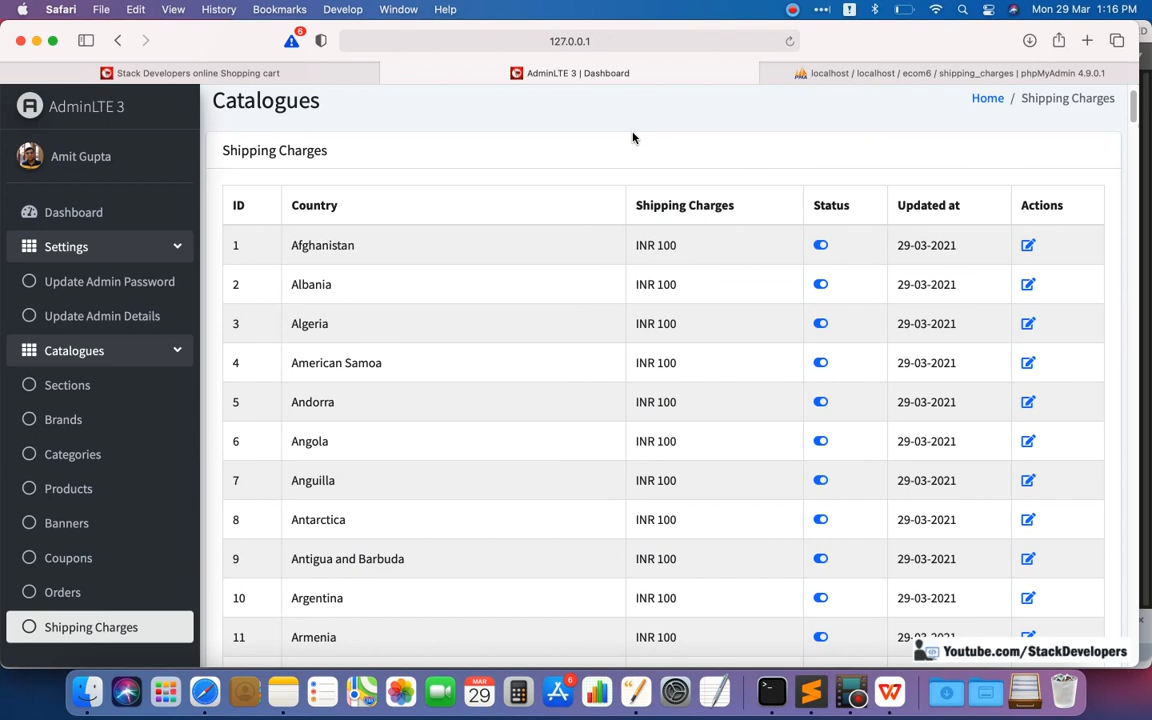 Safari File Edit View History Bookmarks Develop Window Help Mon 29 Mar 1:16 PM
6
127.0.0.1
Stack Developers online Shopping cart AdminLTE 3 | Dashboard localhost / localhost / ecom6 / shipping_charges | phpMyAdmin 4.9.0.1
AdminLTE 3
Amit Gupta
Dashboard
Settings
Update Admin Password
Update Admin Details
Catalogues
Sections
Brands
Categories
Products
Banners
Coupons
Orders
Shipping Charges
Catalogues
Home / Shipping Charges
Shipping Charges
ID Country Shipping Charges Status Updated at Actions
1 Afghanistan INR 100 29-03-2021
2 Albania INR 100 29-03-2021
3 Algeria INR 100 29-03-2021
4 American Samoa INR 100 29-03-2021
5 Andorra INR 100 29-03-2021
6 Angola INR 100 29-03-2021
7 Anguilla INR 100 29-03-2021
8 Antarctica INR 100 29-03-2021
9 Antigua and Barbuda INR 100 29-03-2021
10 Argentina INR 100 29-03-2021
11 Armenia INR 100 29-03-2021
Youtube.com/StackDevelopers
MAR
29
6